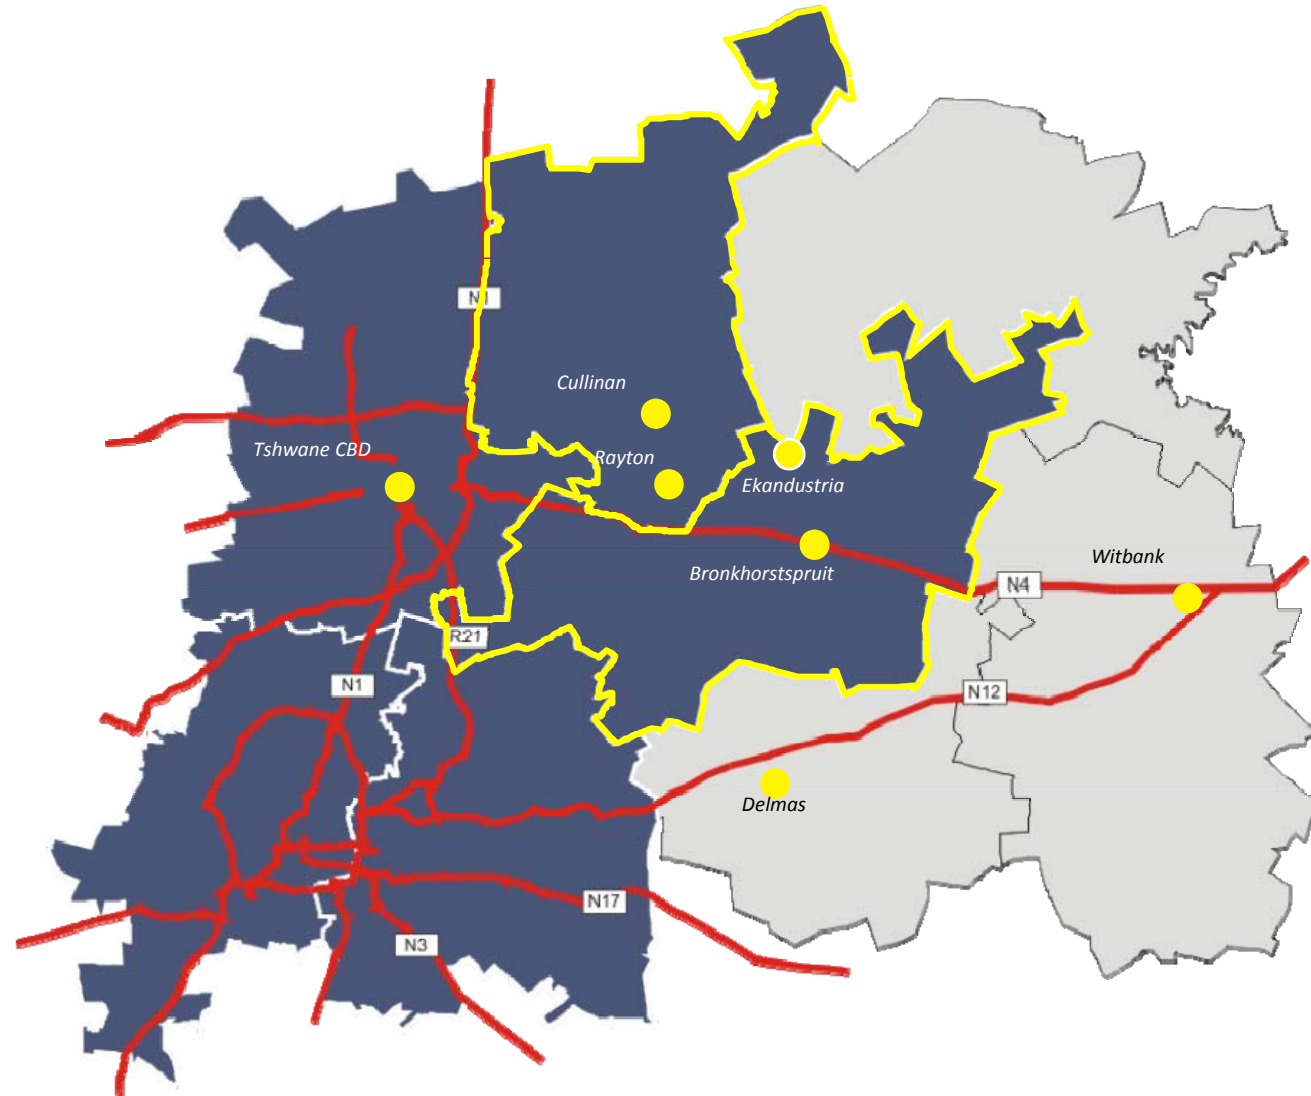 N1
Cullinan
Tshwane CBD
Rayton
Ekandustria
Bronkhorstspruit
Witbank
N4
R21
N1
N12
Delmas
N17
N3